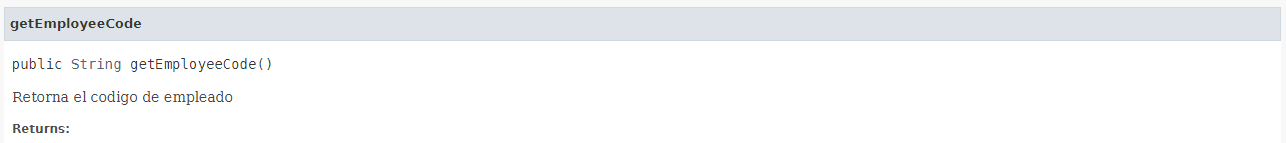 getEmployeeCode
public String getEmployeeCode()
Retorna el codigo de empleado
Returns: